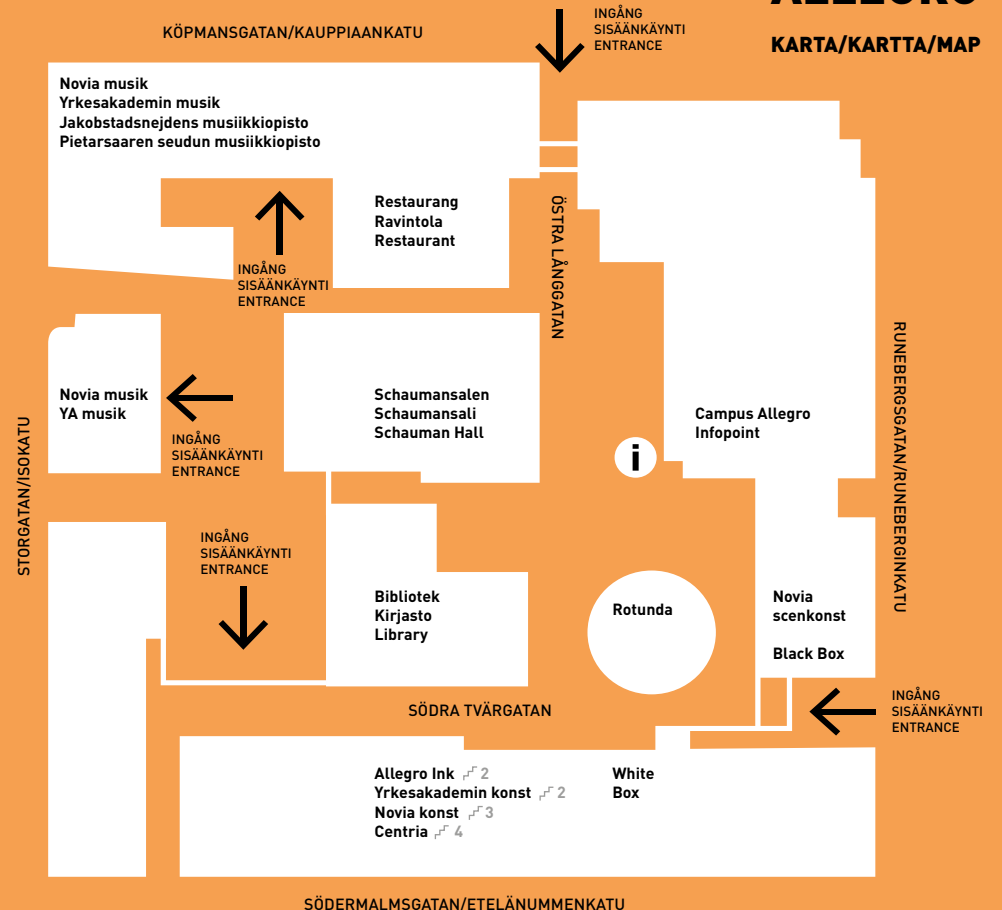 ALLEGRO
KARTA/KARTTA/MAP
KÖPMANSGATAN/KAUPPIAANKATU
INGÅNG
SISÄÄNKÄYNTI
ENTRANCE
Novia musik
Yrkesakademin musik
Jakobstadsnejdens musiikkiopisto
Pietarsaaren seudun musiikkiopisto
Restaurang
Ravintola
Restaurant
ÖSTRA LÅNGGATAN
INGÅNG
SISÄÄNKÄYNTI
ENTRANCE
Novia musik
YA musik
INGÅNG
SISÄÄNKÄYNTI
ENTRANCE
Schaumansalen
Schaumansali
Schauman Hall
Campus Allegro
Infopoint
i
RUNEBERGSGATAN/RUNEBERGINKATU
STORGATAN/ISOKATU
INGÅNG
SISÄÄNKÄYNTI
ENTRANCE
Bibliotek
Kirjasto
Library
Rotunda
Novia
scenkonst
Black Box
INGÅNG
SISÄÄNKÄYNTI
ENTRANCE
SÖDRA TVÄRGATAN
Allegro Ink 2
Yrkesakademin konst 2
Novia konst 3
Centria 4
White
Box
SÖDERMALMSGATAN/ETELÄNUMMENKATU